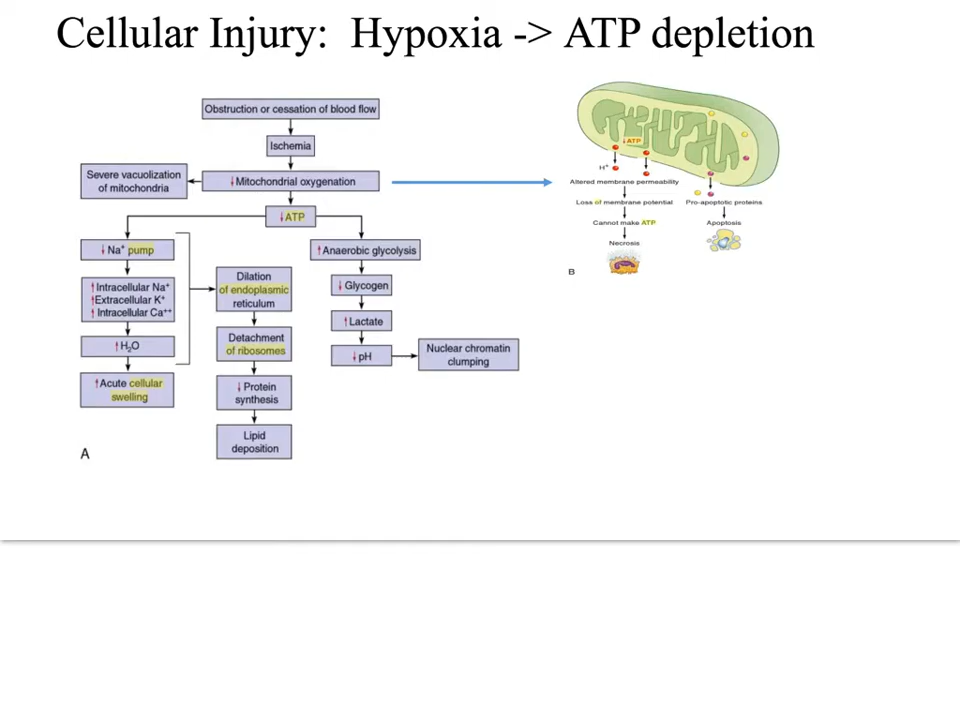 Cellular Injury: Hypoxia -> ATP depletion
Obstruction or cessation of blood flow
Ischemia
Severe vacuolization
of mitochondria
↓Mitochondrial oxygenation
↓ATP
↓Na⁺ pump
↑Intracellular Na⁺
↑Extracellular K⁺
↑Intracellular Ca⁺⁺
↑H₂O
↑Acute cellular
swelling
Dilation
of endoplasmic
reticulum
Detachment
of ribosomes
↓Protein
synthesis
Lipid
deposition
↑Anaerobic glycolysis
↓Glycogen
↑Lactate
↓pH
Nuclear chromatin
clumping
A
↓ATP
H⁺
Altered membrane permeability
Loss of membrane potential
Cannot make ATP
Necrosis
Pro-apoptotic proteins
Apoptosis
B